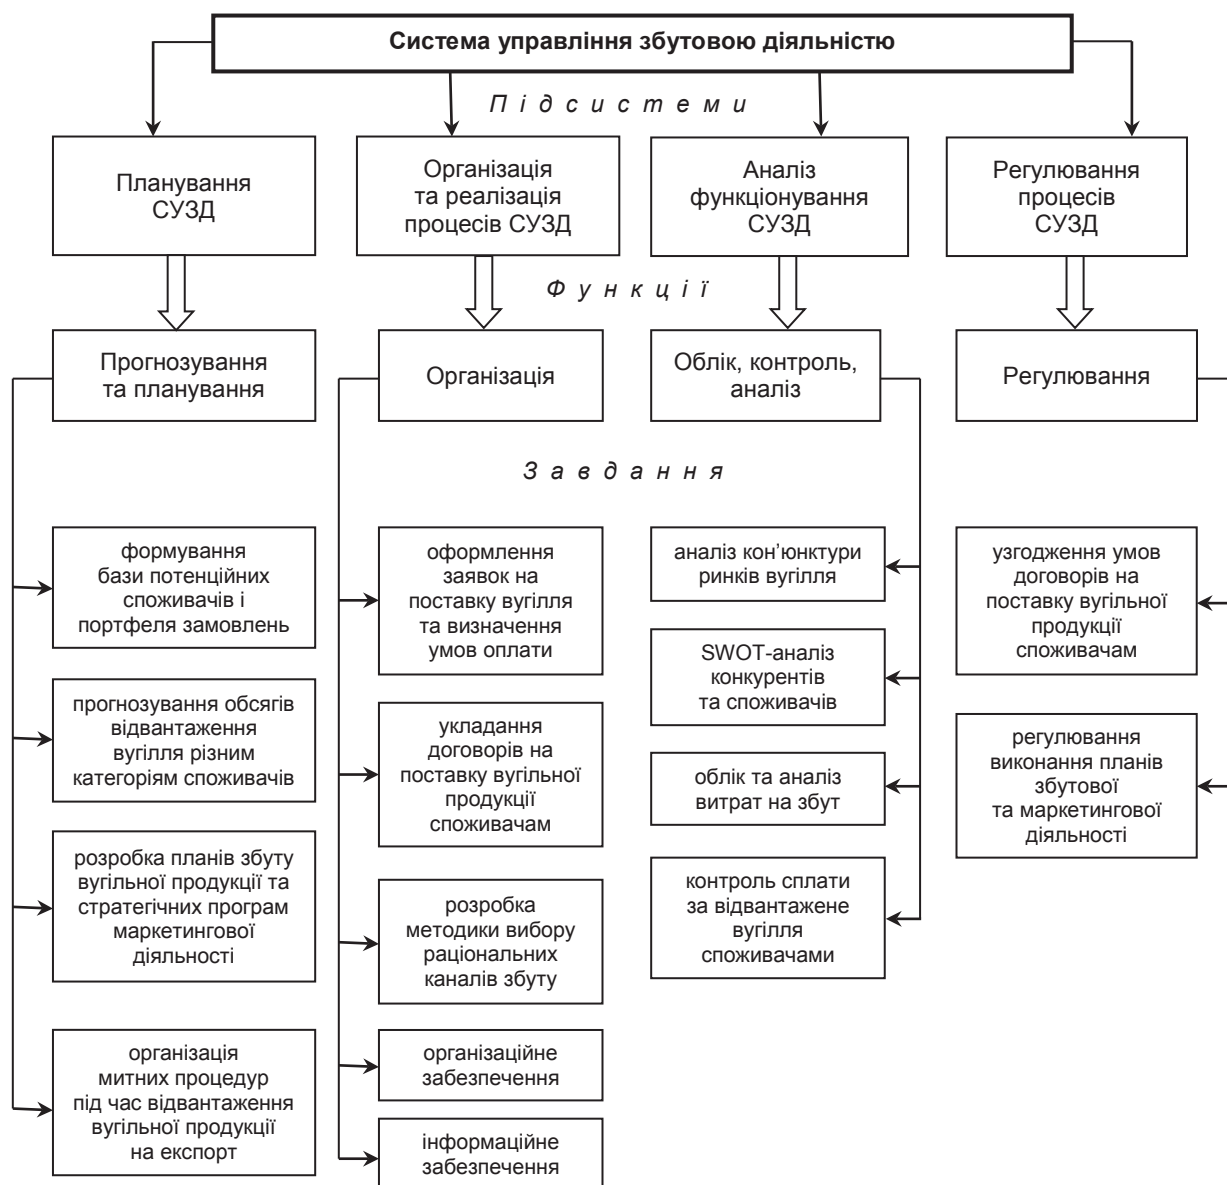 Система управління збутовою діяльністю
Підсистеми
Планування
СУЗД
Організація
та реалізація
процесів СУЗД
Аналіз
функціонування
СУЗД
Регулювання
процесів
СУЗД
Функції
Прогнозування
та планування
Організація
Облік, контроль,
аналіз
Регулювання
Завдання
формування
бази потенційних
споживачів і
портфеля замовлень
прогнозування обсягів
відвантаження
вугілля різним
категоріям споживачів
розробка планів збуту
вугільної продукції та
стратегічних програм
маркетингової
діяльності
організація
митних процедур
під час відвантаження
вугільної продукції
на експорт
оформлення
заявок на
поставку вугілля
та визначення
умов оплати
укладання
договорів на
поставку вугільної
продукції
споживачам
розробка
методики вибору
раціональних
каналів збуту
організаційне
забезпечення
інформаційне
забезпечення
аналіз кон’юнктури
ринків вугілля
SWOT-аналіз
конкурентів
та споживачів
облік та аналіз
витрат на збут
контроль сплати
за відвантажене
вугілля
споживачами
узгодження умов
договорів на
поставку вугільної
продукції
споживачам
регулювання
виконання планів
збутової
та маркетингової
діяльності